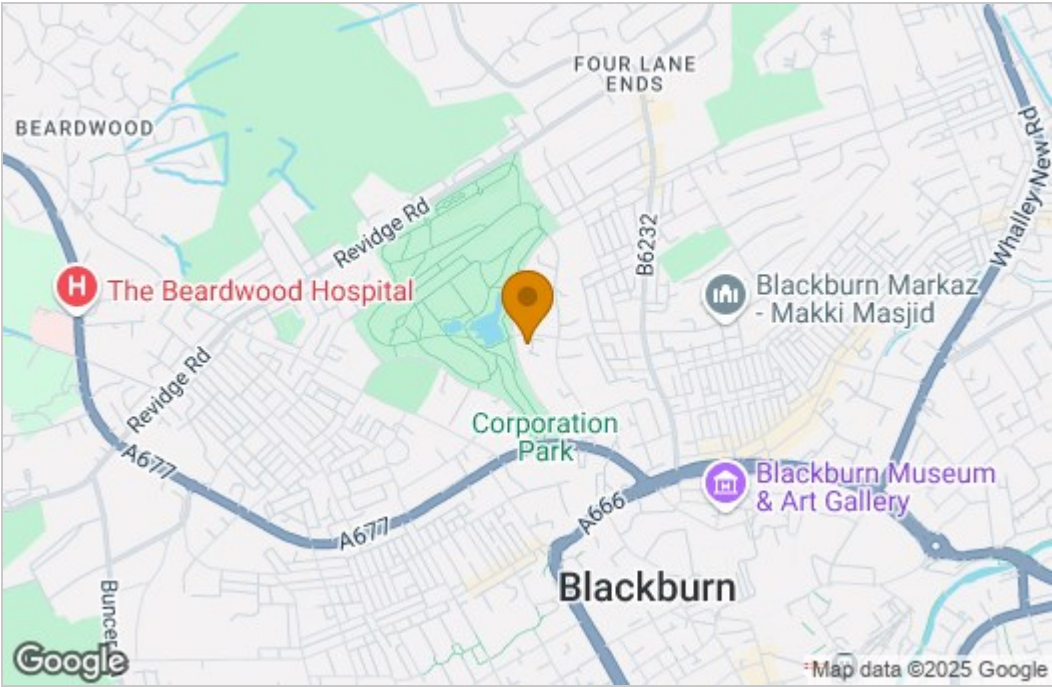 FOUR LANE
ENDS
BEARDWOOD
Whalley New Rd
Revidge Rd
B6232
H
The Beardwood Hospital
Blackburn Markaz
- Makki Masjid
Revidge Rd
Corporation
Park
A677
Blackburn Museum
& Art Gallery
A666
A677
Blackburn
Buncer
Google
Map data ©2025 Google